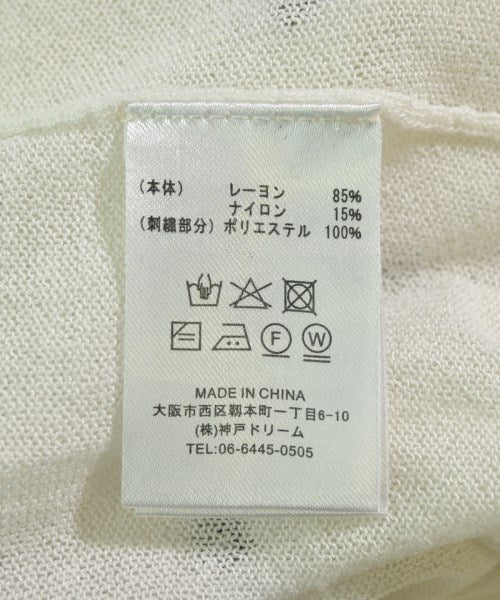 (本体) レーヨン 85%
ナイロン 15%
(刺繍部分) ポリエステル 100%
F W
MADE IN CHINA
大阪市西区靱本町一丁目6-10
(株)神戸ドリーム
TEL:06-6445-0505